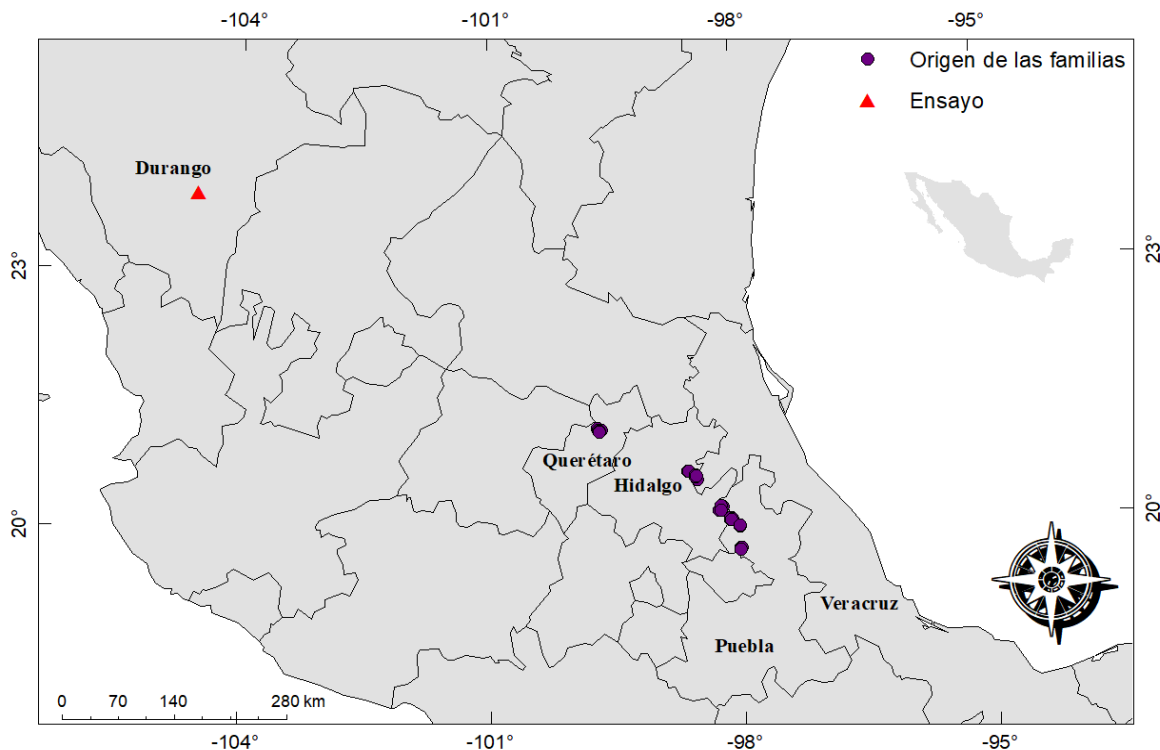 -104° -101° -98° -95°
Origen de las familias
Ensayo
Durango
23° 23°
Querétaro
Hidalgo
20° 20°
Veracruz
Puebla
0 70 140 280 km
-104° -101° -98° -95°